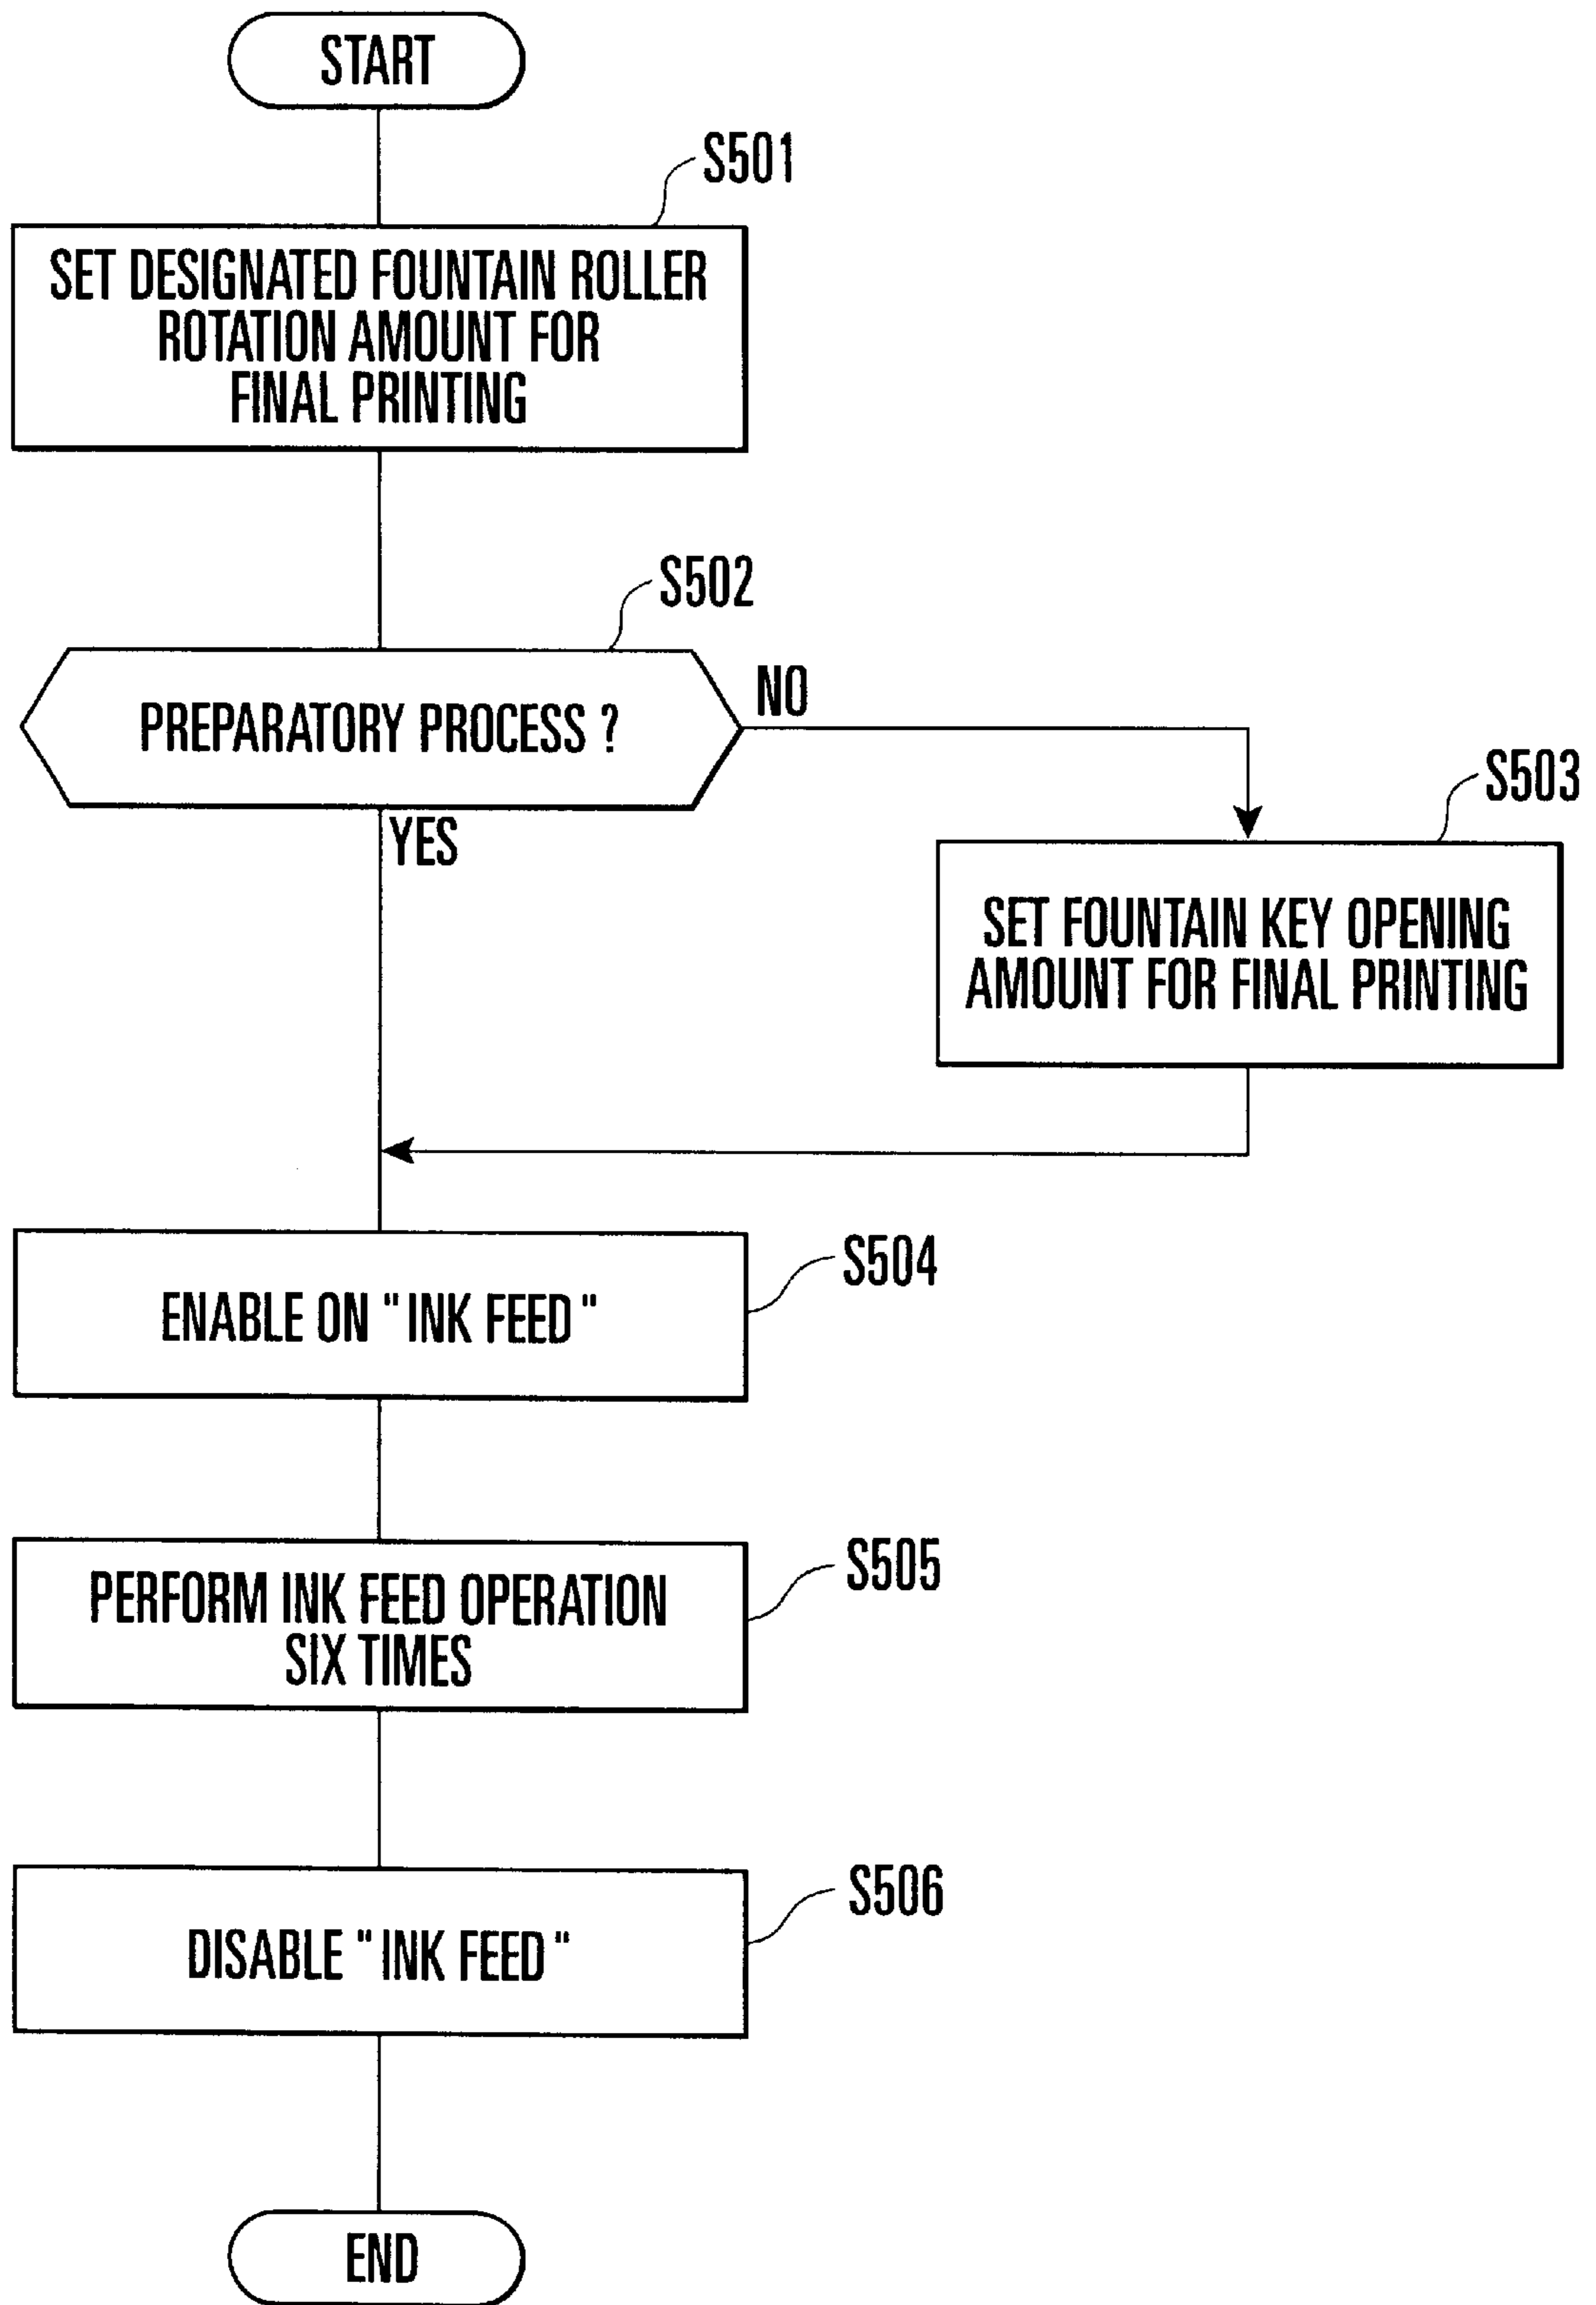 START
S501
SET DESIGNATED FOUNTAIN ROLLER
ROTATION AMOUNT FOR
FINAL PRINTING
S502
PREPARATORY PROCESS ?
NO
YES
S503
SET FOUNTAIN KEY OPENING
AMOUNT FOR FINAL PRINTING
S504
ENABLE ON " INK FEED "
S505
PERFORM INK FEED OPERATION
SIX TIMES
S506
DISABLE " INK FEED "
END